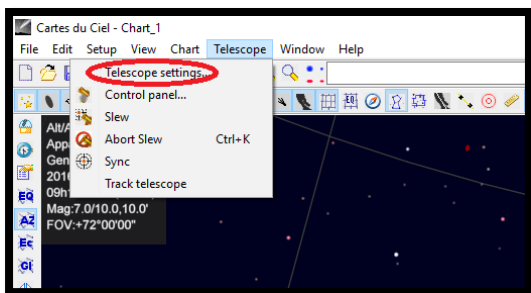 Cartes du Ciel - Chart_1
File Edit Setup View Chart Telescope Window Help
Telescope settings...
Control panel...
Slew
Abort Slew Ctrl+K
Sync
Track telescope
Alt/A
Appa
Gen
2010
09h
Mag:7.0/10.0,10.0'
FOV:+72°00'00"
EQ
AZ
Ec
Gl